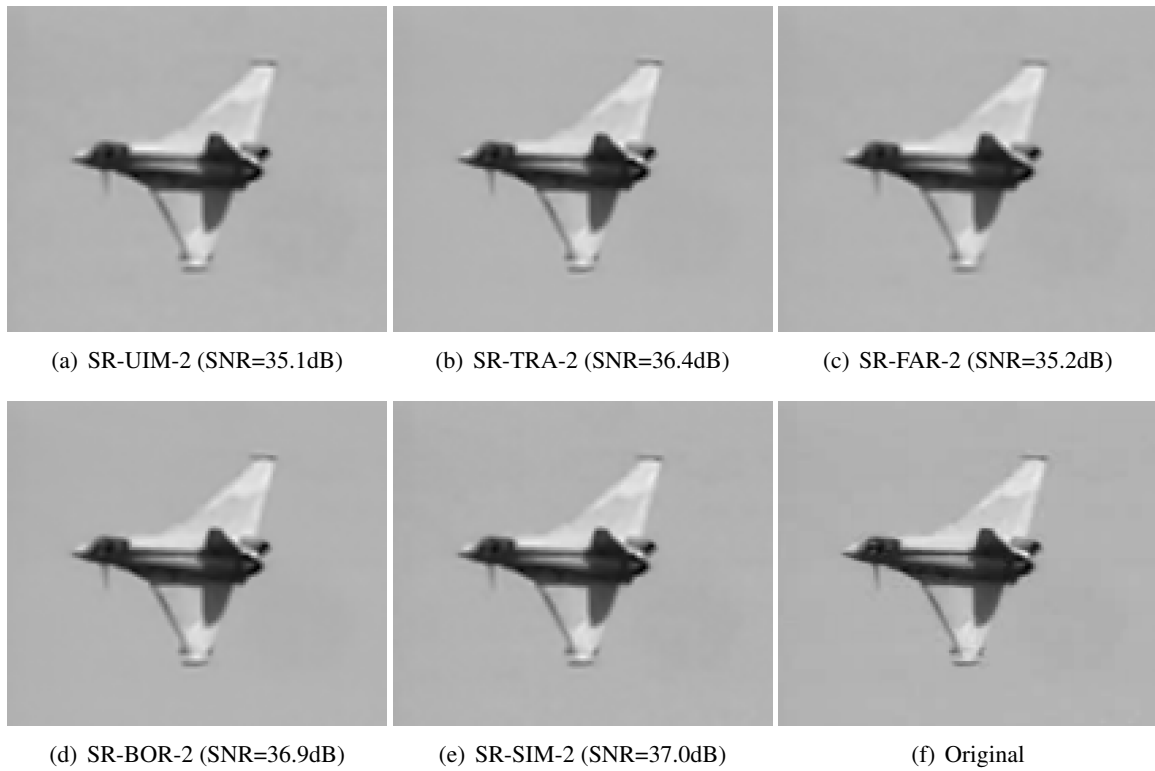 (a) SR-UIM-2 (SNR=35.1dB)
(b) SR-TRA-2 (SNR=36.4dB)
(c) SR-FAR-2 (SNR=35.2dB)
(d) SR-BOR-2 (SNR=36.9dB)
(e) SR-SIM-2 (SNR=37.0dB)
(f) Original